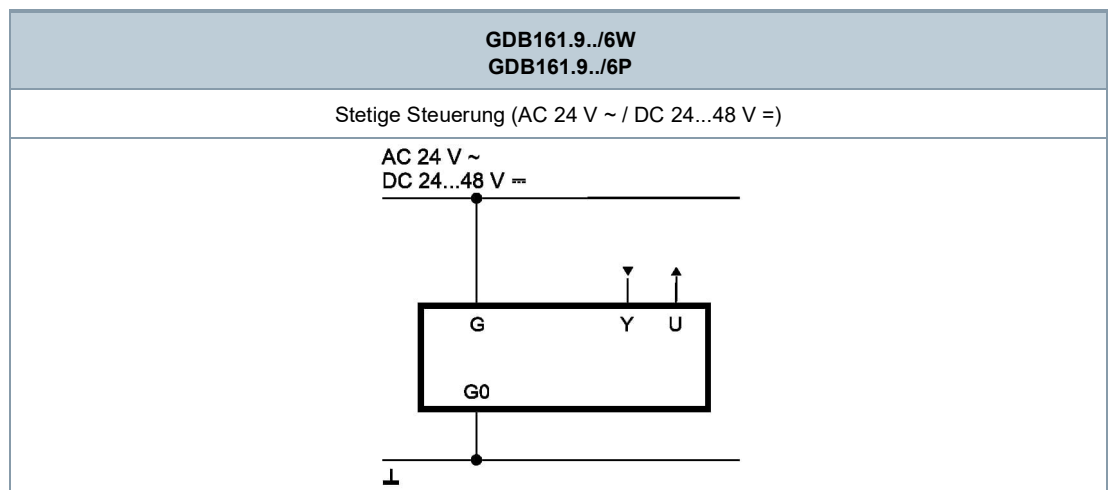 GDB161.9../6W
GDB161.9../6P
Stetige Steuerung (AC 24 V ~ / DC 24...48 V =)
AC 24 V ~
DC 24...48 V ⎓
G Y U
G0